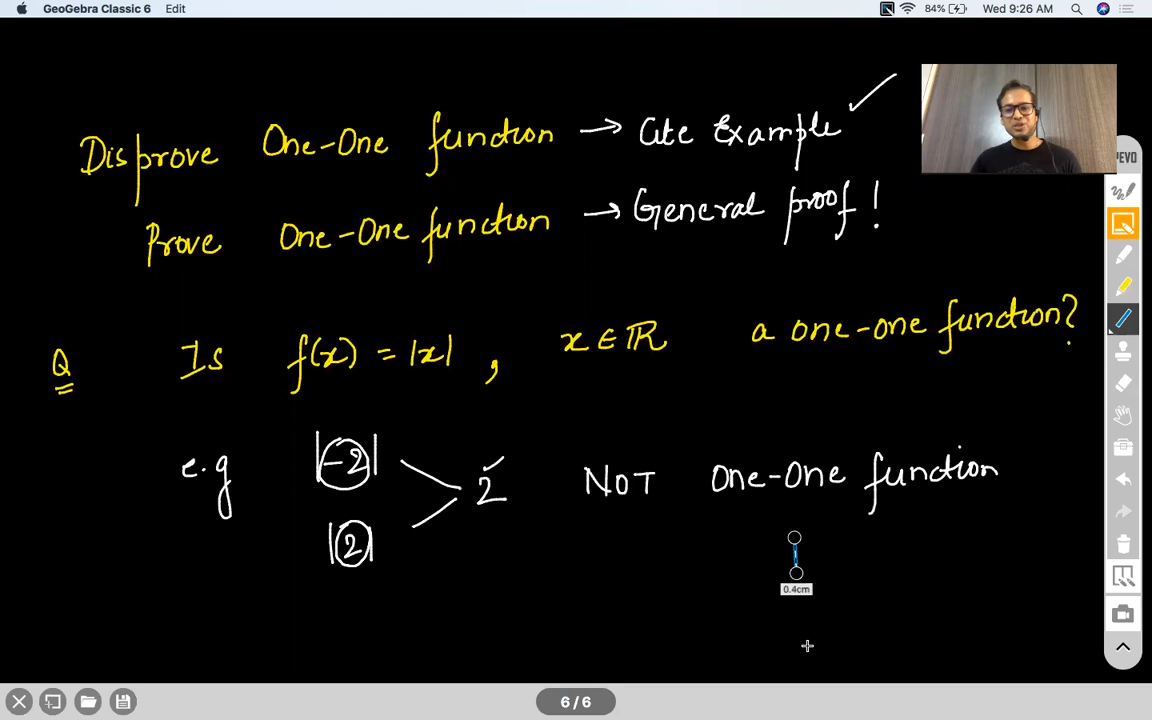 GeoGebra Classic 6 Edit 84% Wed 9:26 AM
Disprove One-One function → Cite Example ✓
Prove One-One function → General proof!
Q Is f(x) = |x|, x ∈ ℝ a one-one function?
e.g |-2| 2 NOT One-One function
|2|
0.4cm
6/6